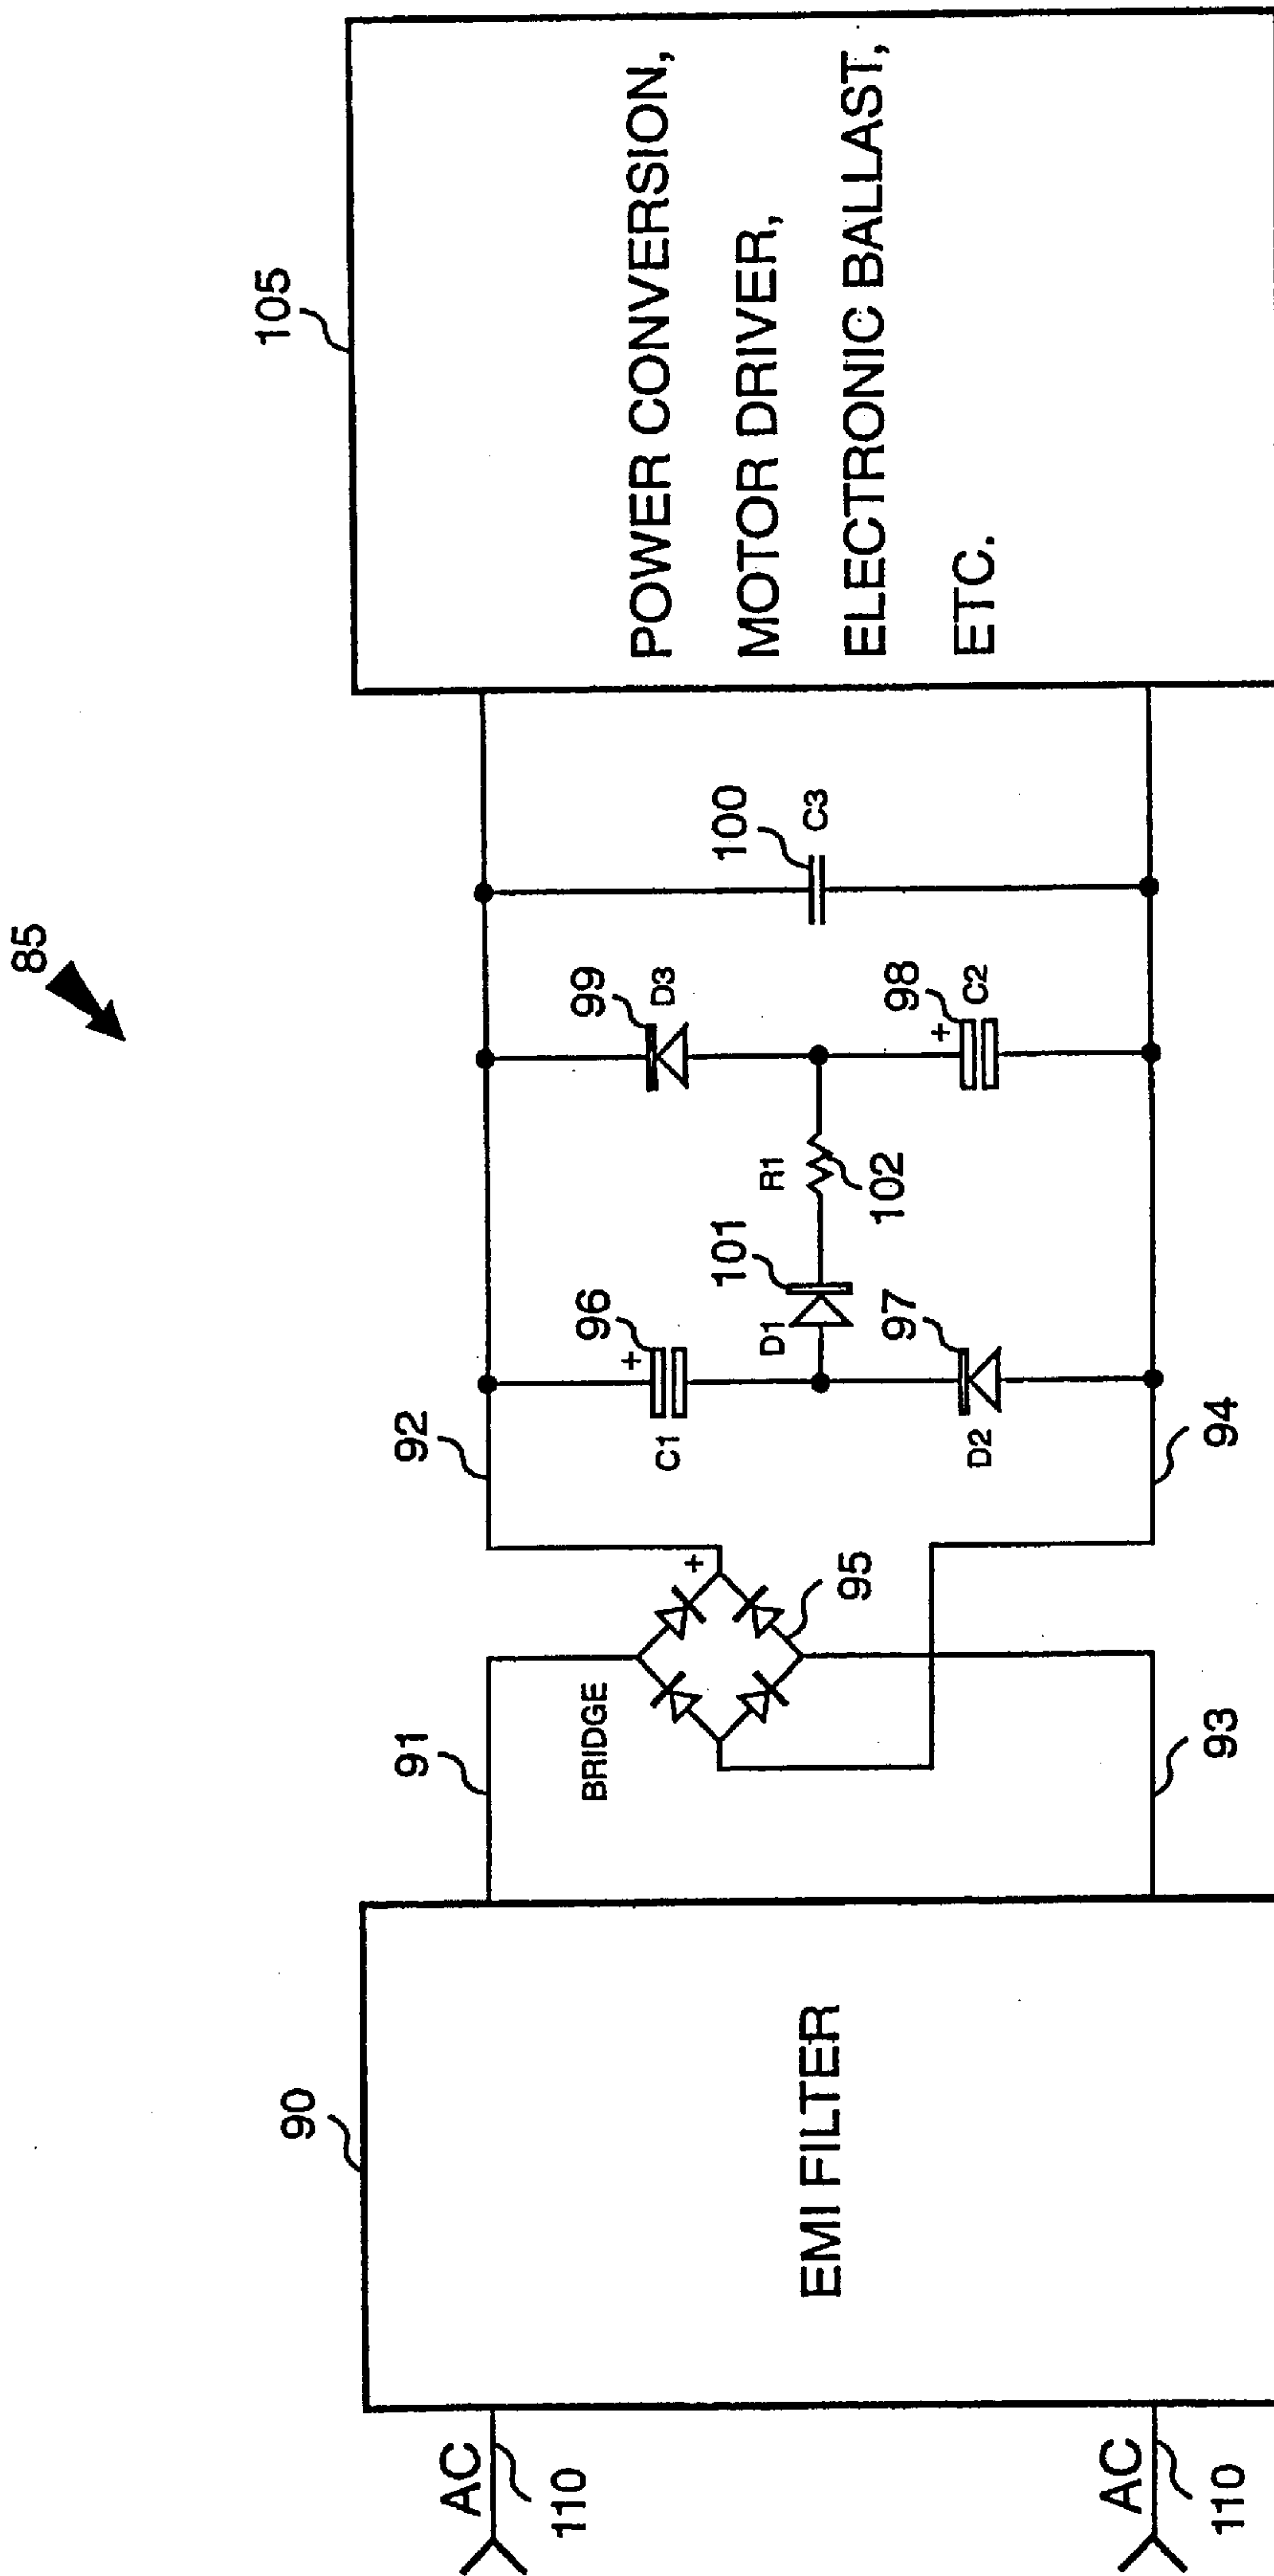 85
90
EMI FILTER
AC
110
AC
110
91
93
BRIDGE
+
95
92
94
96
+
C1
101
D1
97
D2
R1
102
99
D3
98
+
C2
100
C3
105
POWER CONVERSION,
MOTOR DRIVER,
ELECTRONIC BALLAST,
ETC.